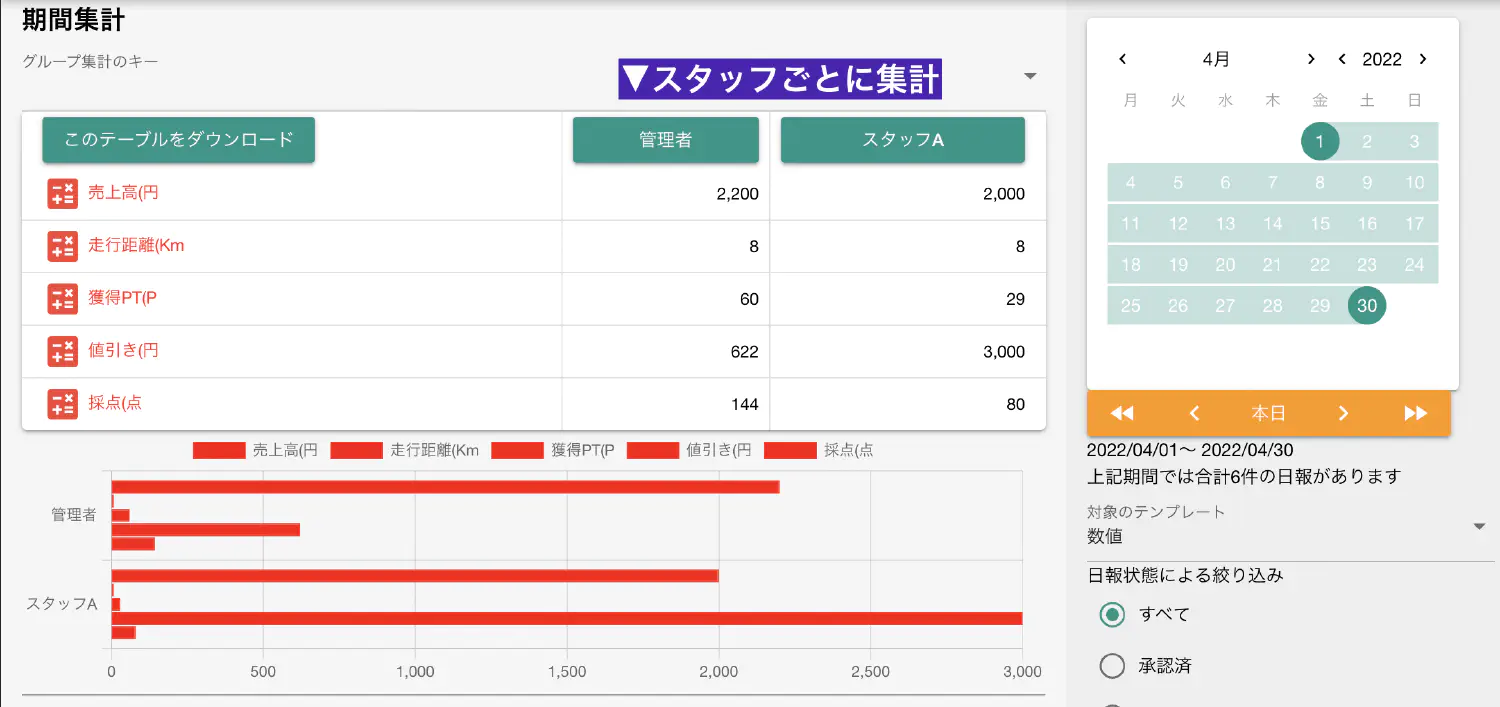 期間集計
グループ集計のキー
▼スタッフごとに集計
このテーブルをダウンロード 管理者 スタッフA
売上高(円 2,200 2,000
走行距離(Km 8 8
獲得PT(P 60 29
値引き(円 622 3,000
採点(点 144 80
売上高(円 走行距離(Km 獲得PT(P 値引き(円 採点(点
管理者
スタッフA
0 500 1,000 1,500 2,000 2,500 3,000
4月 2022
月 火 水 木 金 土 日
1 2 3
4 5 6 7 8 9 10
11 12 13 14 15 16 17
18 19 20 21 22 23 24
25 26 27 28 29 30
本日
2022/04/01〜 2022/04/30
上記期間では合計6件の日報があります
対象のテンプレート
数値
日報状態による絞り込み
すべて
承認済